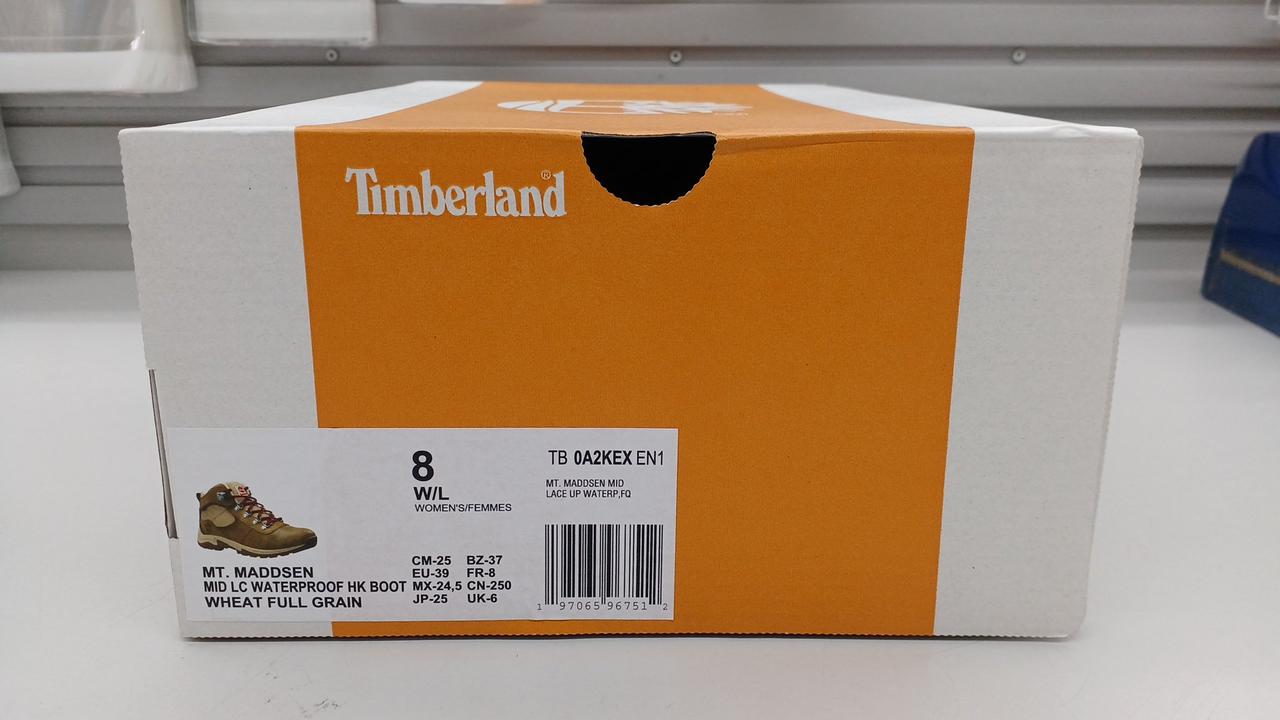 Timberland®
8
W/L
WOMEN'S/FEMMES
TB 0A2KEX EN1
MT. MADDSEN MID
LACE UP WATERP,FQ
MT. MADDSEN
MID LC WATERPROOF HK BOOT
WHEAT FULL GRAIN
CM-25 BZ-37
EU-39 FR-8
MX-24,5 CN-250
JP-25 UK-6
1 97065 96751 2